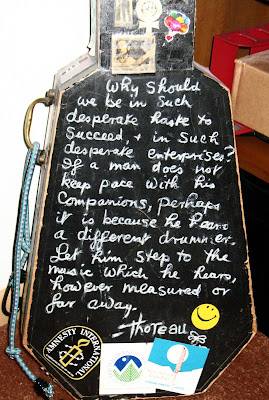 Why Should
we be in Such
desperate haste to
Succeed, + in Such
desperate enterprises?
If a man does not
keep pace with his
Companions, perhaps
it is because he hears
a different drummer.
Let him step to the
music which he hears,
however measured or
far away.
—THOREAU
AMNESTY INTERNATIONAL